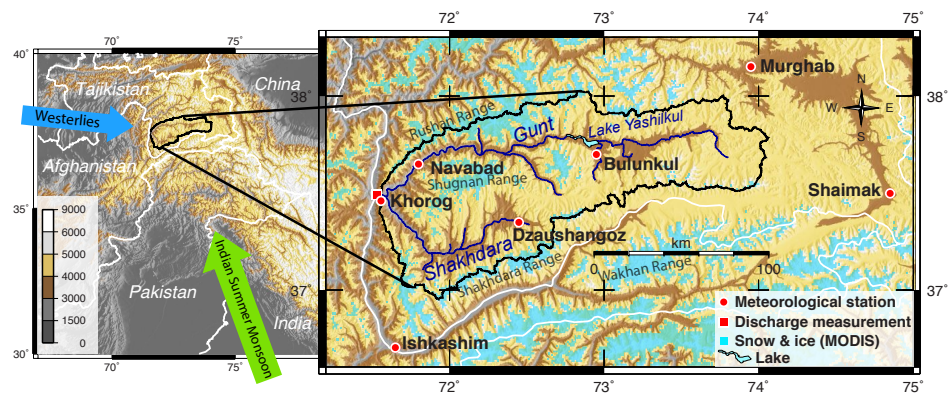 72°
73°
74°
75°
40°
70°
75°
Tajikistan
China
Westerlies
Afghanistan
35°
9000
6000
5000
4000
3000
1500
0
Pakistan
India
Indian Summer Monsoon
30°
70°
75°
38°
37°
Murghab
N
W
E
S
Rushan Range
Gunt
Lake Yashilkul
Navabad
Bulunkul
Shugnan Range
Khorog
Shaimak
Dzaushangoz
Shakhdara
km
0
100
Shakhdara Range
Wakhan Range
Ishkashim
Meteorological station
Discharge measurement
Snow & ice (MODIS)
Lake
38°
37°
72°
73°
74°
75°